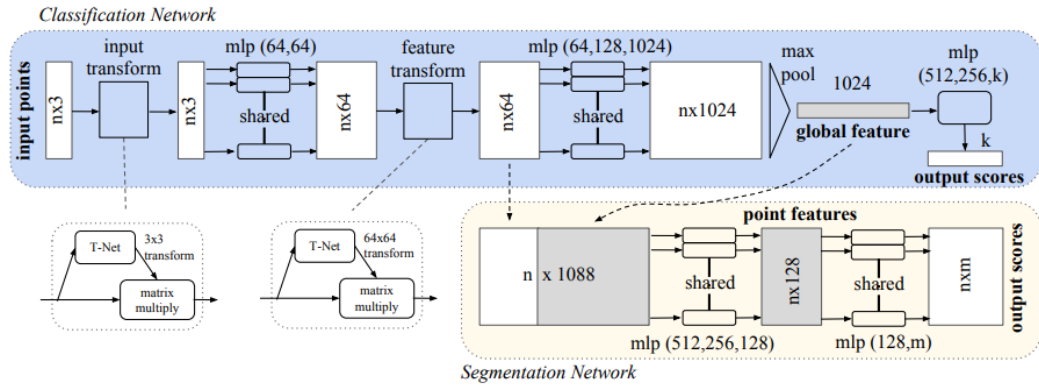 Classification Network
input points
nx3
input
transform
nx3
mlp (64,64)
shared
nx64
feature
transform
nx64
mlp (64,128,1024)
shared
nx1024
max
pool
1024
global feature
mlp
(512,256,k)
k
output scores
T-Net
3x3
transform
matrix
multiply
T-Net
64x64
transform
matrix
multiply
point features
n x 1088
shared
mlp (512,256,128)
nx128
shared
mlp (128,m)
nxm
output scores
Segmentation Network